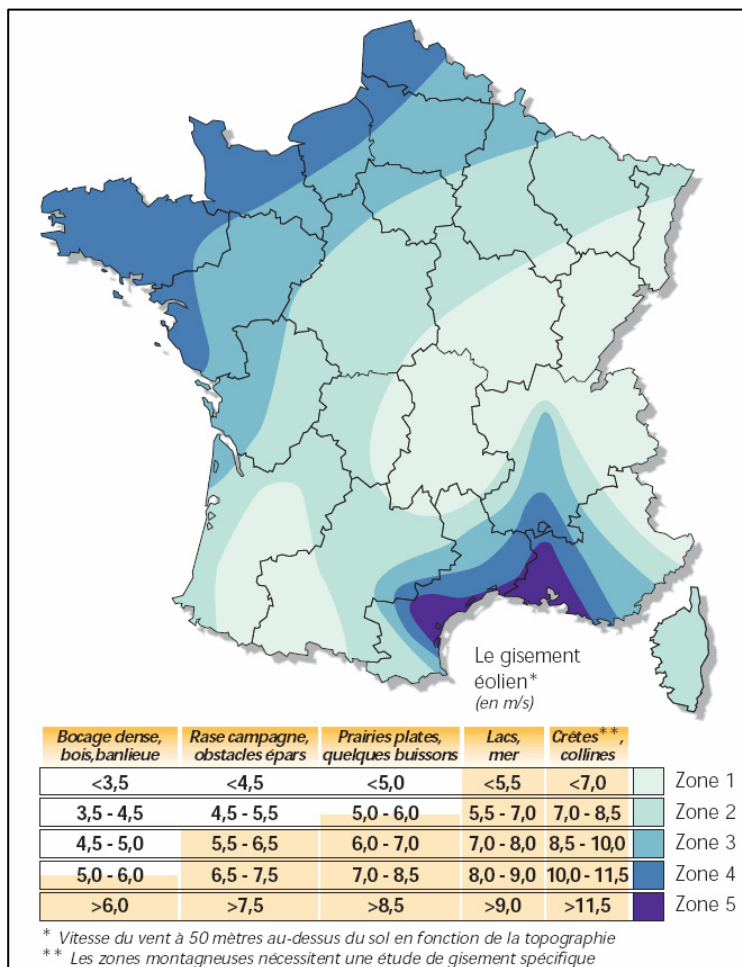 Le gisement
éolien*
(en m/s)
Bocage dense, bois,banlieue Rase campagne, obstacles épars Prairies plates, quelques buissons Lacs, mer Crêtes**, collines
<3,5 <4,5 <5,0 <5,5 <7,0 Zone 1
3,5 - 4,5 4,5 - 5,5 5,0 - 6,0 5,5 - 7,0 7,0 - 8,5 Zone 2
4,5 - 5,0 5,5 - 6,5 6,0 - 7,0 7,0 - 8,0 8,5 - 10,0 Zone 3
5,0 - 6,0 6,5 - 7,5 7,0 - 8,5 8,0 - 9,0 10,0 - 11,5 Zone 4
>6,0 >7,5 >8,5 >9,0 >11,5 Zone 5
* Vitesse du vent à 50 mètres au-dessus du sol en fonction de la topographie
** Les zones montagneuses nécessitent une étude de gisement spécifique